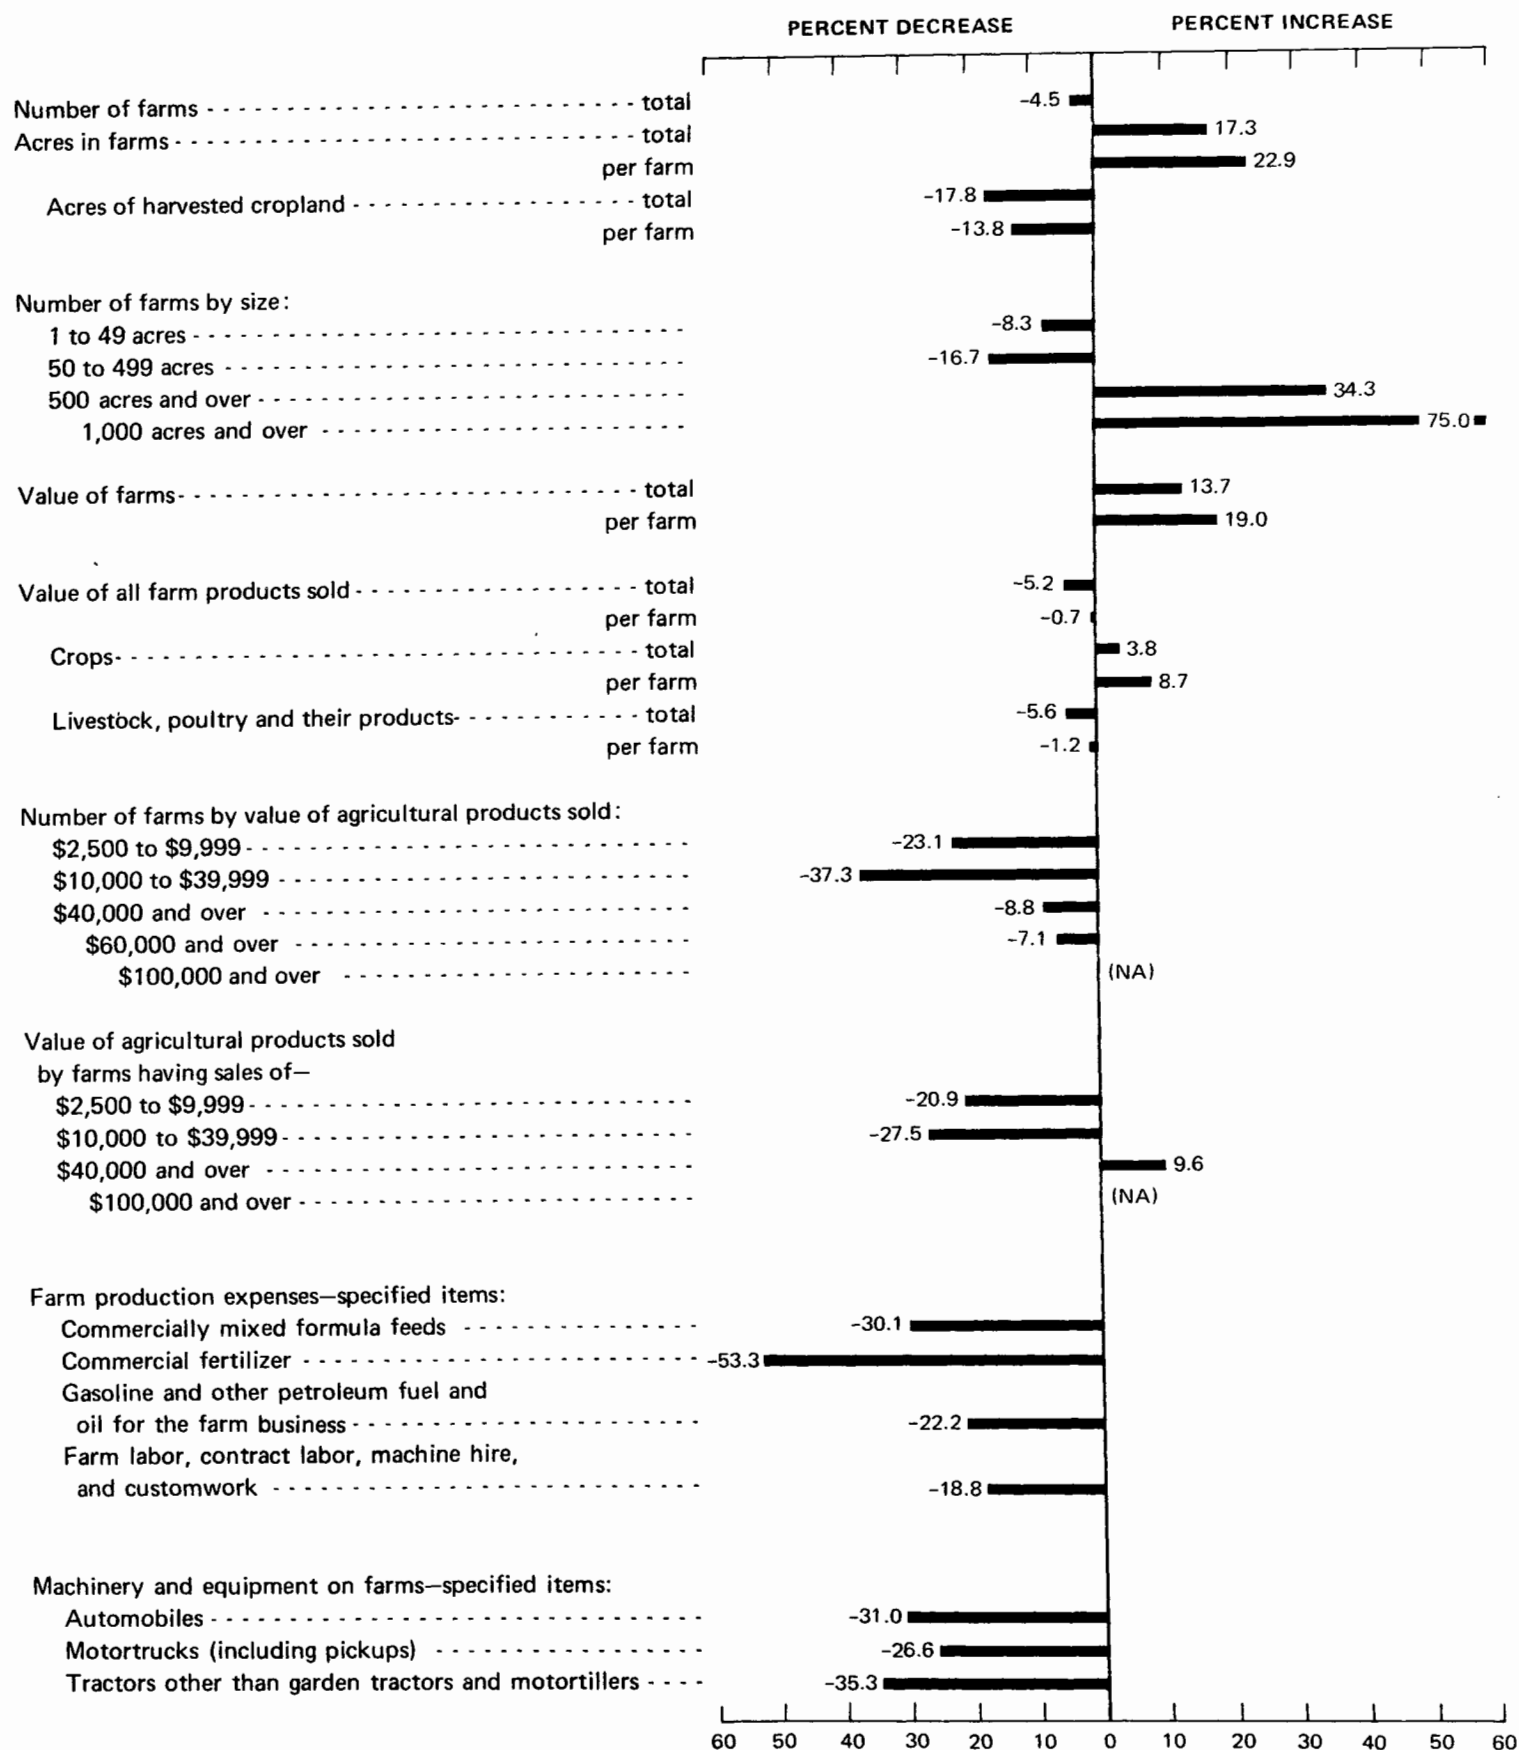 PERCENT DECREASE PERCENT INCREASE
Number of farms - - - - - - - - - - - - - - - - - - - - - - - - - - - total -4.5
Acres in farms - - - - - - - - - - - - - - - - - - - - - - - - - - - - - total 17.3
per farm 22.9
Acres of harvested cropland - - - - - - - - - - - - - - - - - - total -17.8
per farm -13.8
Number of farms by size:
1 to 49 acres - - - - - - - - - - - - - - - - - - - - - - - - - - - - - - - -8.3
50 to 499 acres - - - - - - - - - - - - - - - - - - - - - - - - - - - - - -16.7
500 acres and over - - - - - - - - - - - - - - - - - - - - - - - - - - - 34.3
1,000 acres and over - - - - - - - - - - - - - - - - - - - - - - - 75.0
Value of farms - - - - - - - - - - - - - - - - - - - - - - - - - - - - - total 13.7
per farm 19.0
Value of all farm products sold - - - - - - - - - - - - - - - - - - total -5.2
per farm -0.7
Crops - - - - - - - - - - - - - - - - - - - - - - - - - - - - - - - - - total 3.8
per farm 8.7
Livestock, poultry and their products - - - - - - - - - - - - total -5.6
per farm -1.2
Number of farms by value of agricultural products sold:
$2,500 to $9,999 - - - - - - - - - - - - - - - - - - - - - - - - - - - - -23.1
$10,000 to $39,999 - - - - - - - - - - - - - - - - - - - - - - - - - - -37.3
$40,000 and over - - - - - - - - - - - - - - - - - - - - - - - - - - - -8.8
$60,000 and over - - - - - - - - - - - - - - - - - - - - - - - - - -7.1
$100,000 and over - - - - - - - - - - - - - - - - - - - - - - (NA)
Value of agricultural products sold
by farms having sales of—
$2,500 to $9,999 - - - - - - - - - - - - - - - - - - - - - - - - - - - - -20.9
$10,000 to $39,999 - - - - - - - - - - - - - - - - - - - - - - - - - - -27.5
$40,000 and over - - - - - - - - - - - - - - - - - - - - - - - - - - - 9.6
$100,000 and over - - - - - - - - - - - - - - - - - - - - - - - - - (NA)
Farm production expenses—specified items:
Commercially mixed formula feeds - - - - - - - - - - - - - - - -30.1
Commercial fertilizer - - - - - - - - - - - - - - - - - - - - - - - - - -53.3
Gasoline and other petroleum fuel and
oil for the farm business - - - - - - - - - - - - - - - - - - - - - - -22.2
Farm labor, contract labor, machine hire,
and customwork - - - - - - - - - - - - - - - - - - - - - - - - - - - -18.8
Machinery and equipment on farms—specified items:
Automobiles - - - - - - - - - - - - - - - - - - - - - - - - - - - - - - - -31.0
Motortrucks (including pickups) - - - - - - - - - - - - - - - - - -26.6
Tractors other than garden tractors and motortillers - - - - -35.3
60 50 40 30 20 10 0 10 20 30 40 50 60